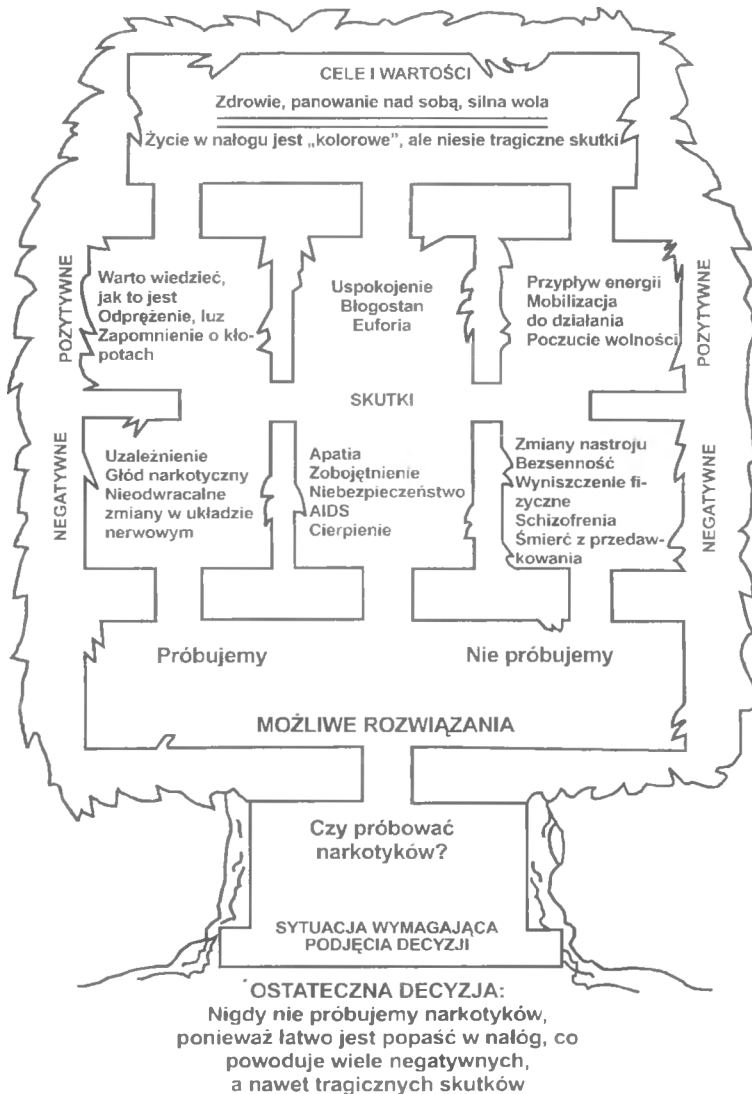 CELE I WARTOŚCI
Zdrowie, panowanie nad sobą, silna wola
Życie w nałogu jest „kolorowe”, ale niesie tragiczne skutki
POZYTYWNE
Warto wiedzieć,
jak to jest
Odprężenie, luz
Zapomnienie o kło-
potach
Uspokojenie
Błogostan
Euforia
Przypływ energii
Mobilizacja
do działania
Poczucie wolności
POZYTYWNE
SKUTKI
NEGATYWNE
Uzależnienie
Głód narkotyczny
Nieodwracalne
zmiany w układzie
nerwowym
Apatia
Zobojętnienie
Niebezpieczeństwo
AIDS
Cierpienie
Zmiany nastroju
Bezsenność
Wyniszczenie fi-
zyczne
Schizofrenia
Śmierć z przedaw-
kowania
NEGATYWNE
Próbujemy
Nie próbujemy
MOŻLIWE ROZWIĄZANIA
Czy próbować
narkotyków?
SYTUACJA WYMAGAJĄCA
PODJĘCIA DECYZJI
OSTATECZNA DECYZJA:
Nigdy nie próbujemy narkotyków,
ponieważ łatwo jest popaść w nałóg, co
powoduje wiele negatywnych,
a nawet tragicznych skutków